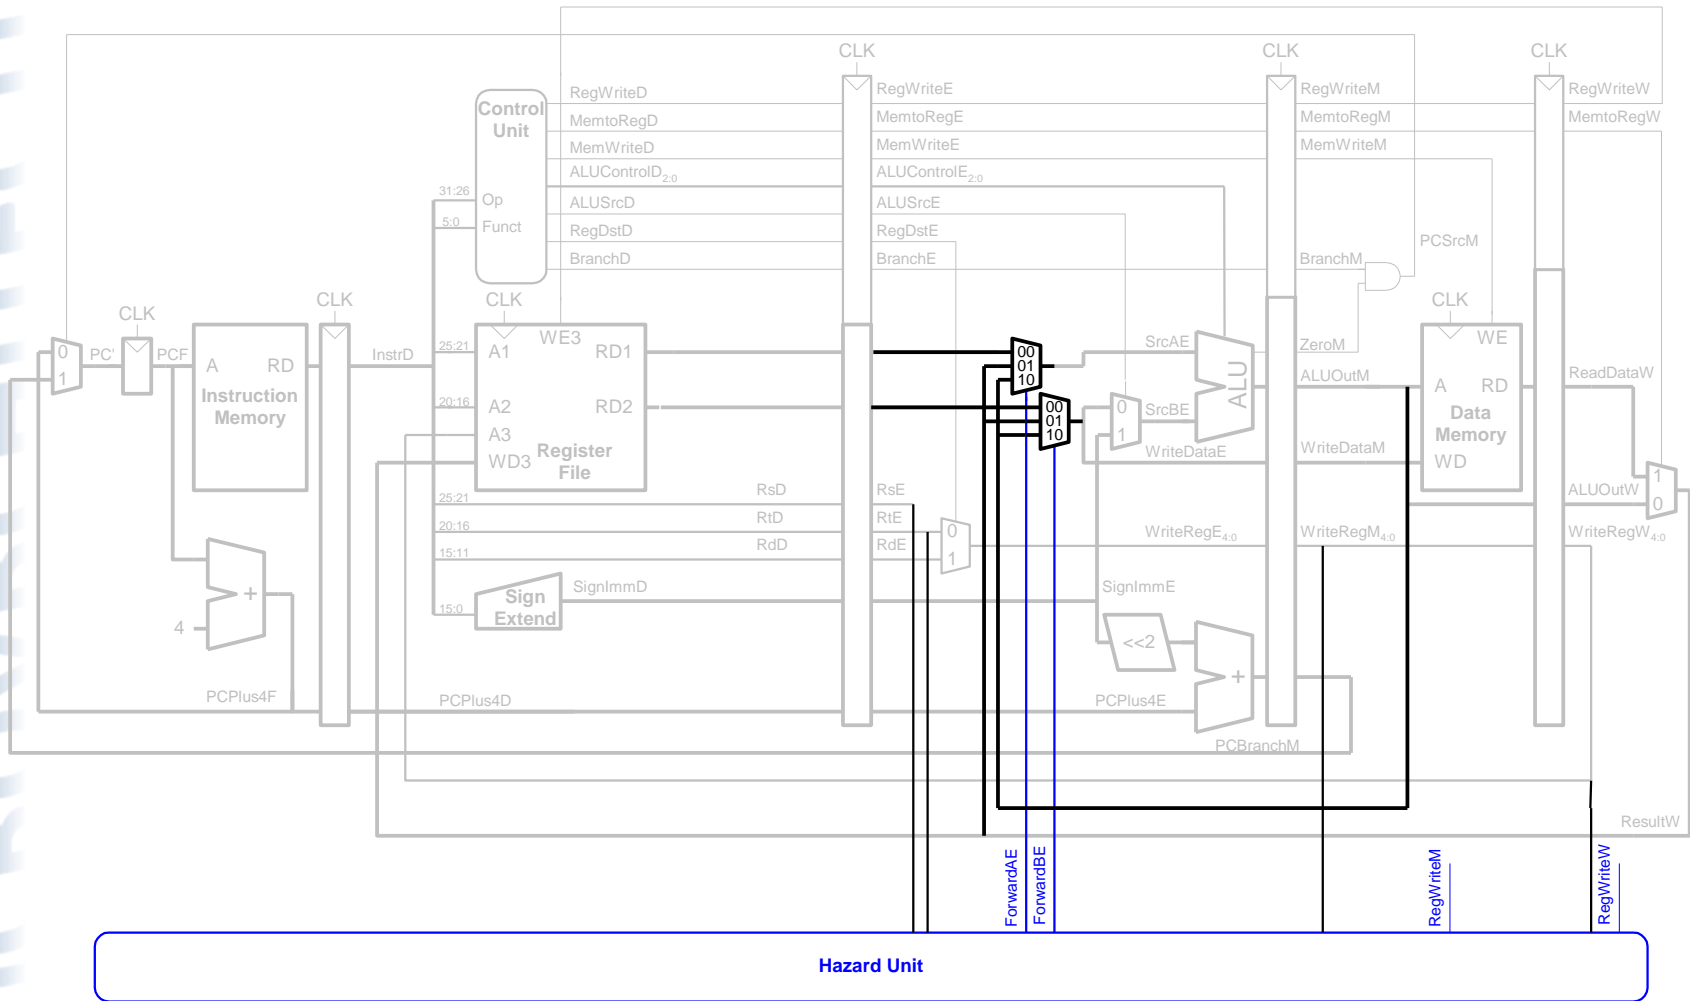 CLK CLK CLK
Control Unit
RegWriteD RegWriteE RegWriteM RegWriteW
MemtoRegD MemtoRegE MemtoRegM MemtoRegW
MemWriteD MemWriteE MemWriteM
ALUControlD2:0 ALUControlE2:0
31:26 Op ALUSrcD ALUSrcE
5:0 Funct RegDstD RegDstE PCSrcM
BranchD BranchE BranchM
CLK CLK CLK CLK
WE3 WE
0 PC' PCF A RD InstrD 25:21 A1 RD1 00 01 10 SrcAE ALU ZeroM
1 Instruction Memory ALUOutM A RD ReadDataW
20:16 A2 RD2 00 01 10 0 1 SrcBE Data Memory
A3 Register File
WD3 WriteDataE WriteDataM WD 1
25:21 RsD RsE ALUOutW 0
20:16 RtD RtE 0 WriteRegE4:0 WriteRegM4:0 WriteRegW4:0
15:11 RdD RdE 1
+ 15:0 Sign Extend SignImmD SignImmE
4 <<2 +
PCPlus4F PCPlus4D PCPlus4E
PCBranchM
ResultW
ForwardAE ForwardBE RegWriteM RegWriteW
Hazard Unit